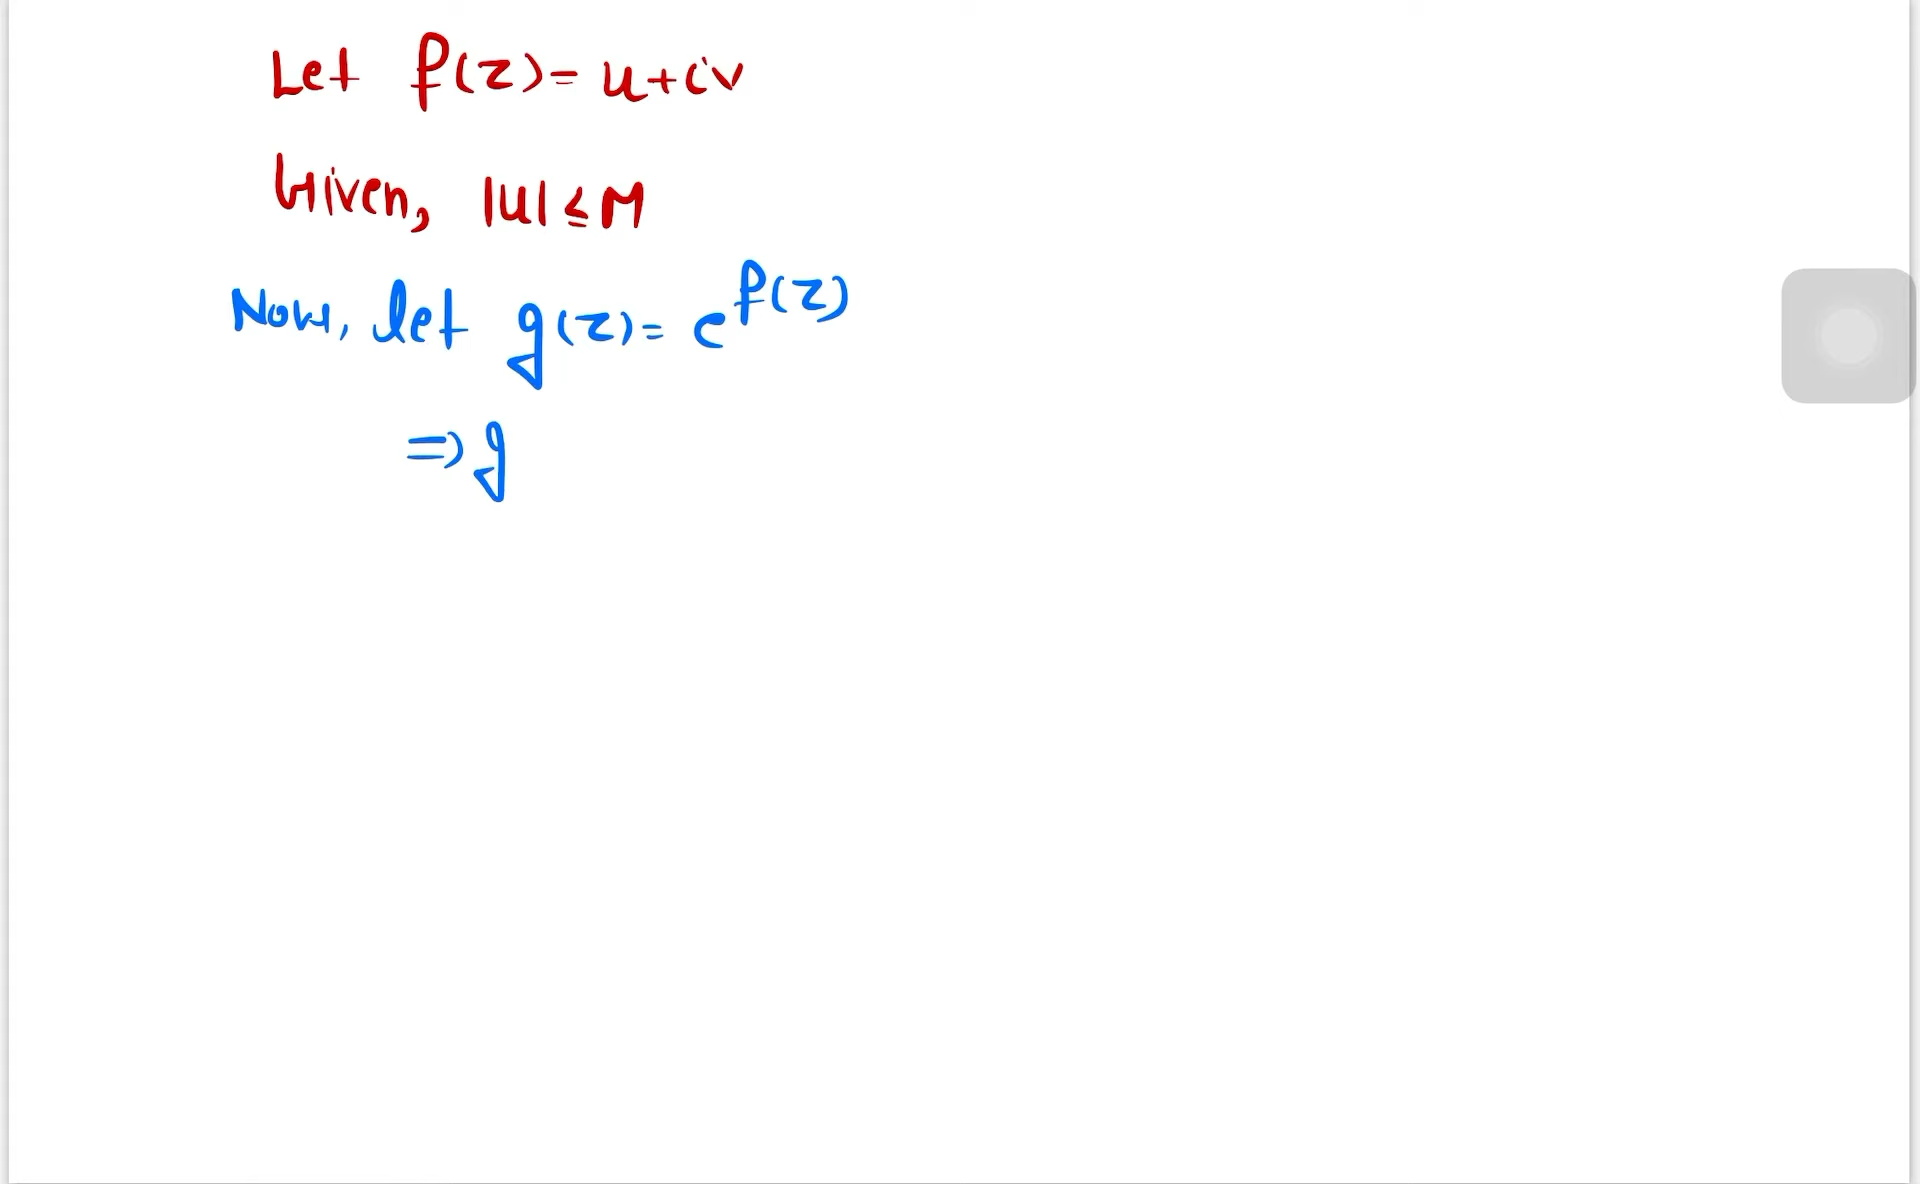 Let f(z)= u+iv
Given, |u| ≤ M
Now, let g(z)= e^f(z)
=> g